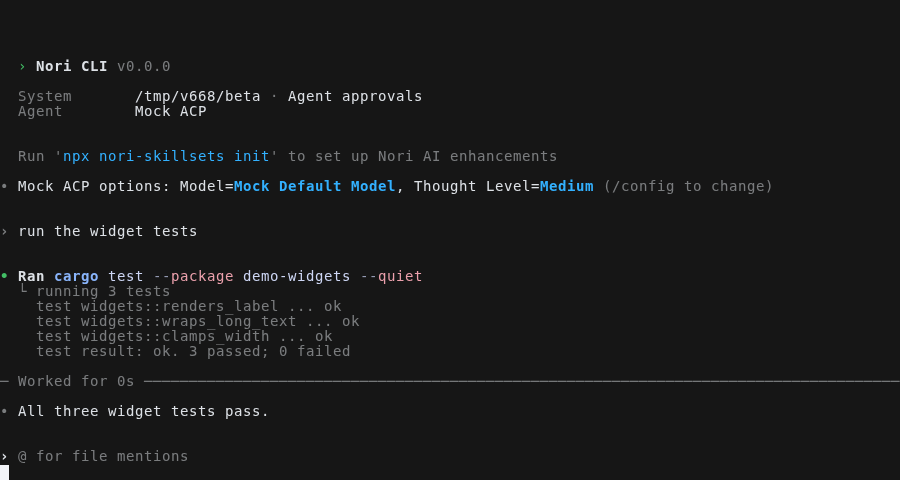 › Nori CLI v0.0.0
System /tmp/v668/beta · Agent approvals
Agent Mock ACP
Run 'npx nori-skillsets init' to set up Nori AI enhancements
• Mock ACP options: Model=Mock Default Model, Thought Level=Medium (/config to change)
› run the widget tests
• Ran cargo test --package demo-widgets --quiet
└ running 3 tests
test widgets::renders_label ... ok
test widgets::wraps_long_text ... ok
test widgets::clamps_width ... ok
test result: ok. 3 passed; 0 failed
─ Worked for 0s ─
• All three widget tests pass.
› @ for file mentions